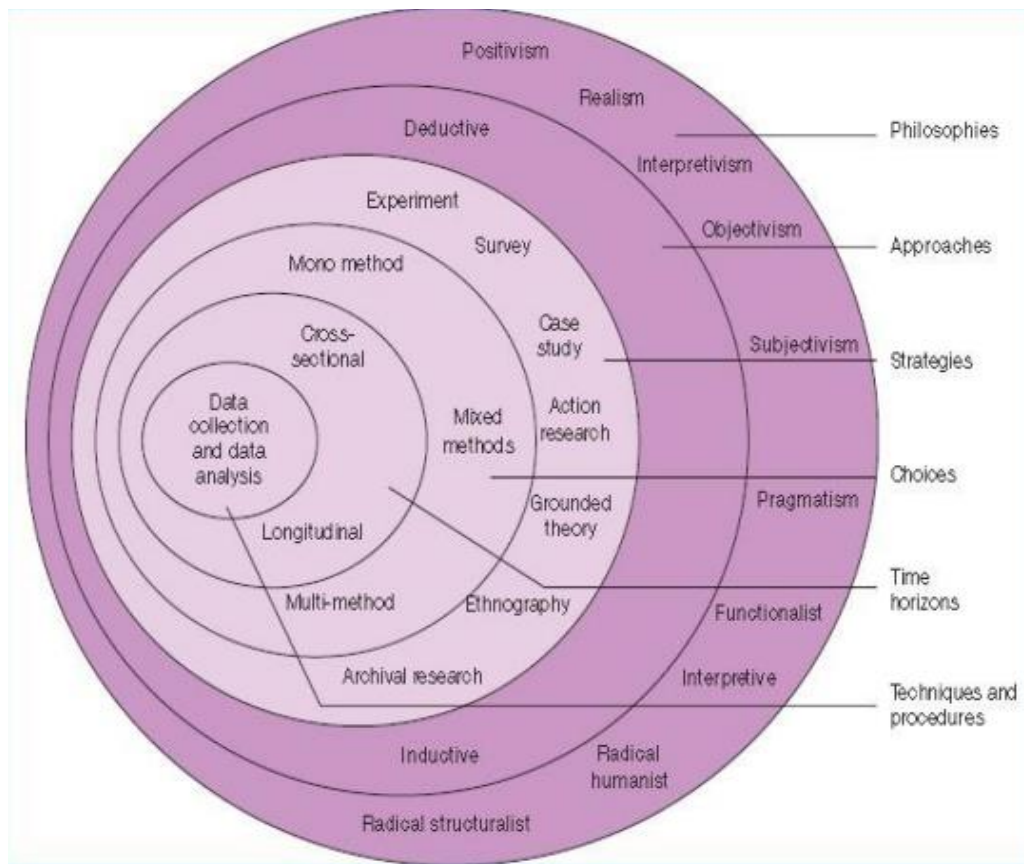 Positivism
Realism
Philosophies
Deductive
Interpretivism
Experiment
Objectivism
Survey
Approaches
Mono method
Case
study
Cross-
sectional
Subjectivism
Strategies
Data
collection
and data
analysis
Mixed
methods
Action
research
Choices
Grounded
theory
Pragmatism
Longitudinal
Time
horizons
Multi-method
Ethnography
Functionalist
Archival research
Interpretive
Techniques and
procedures
Inductive
Radical
humanist
Radical structuralist